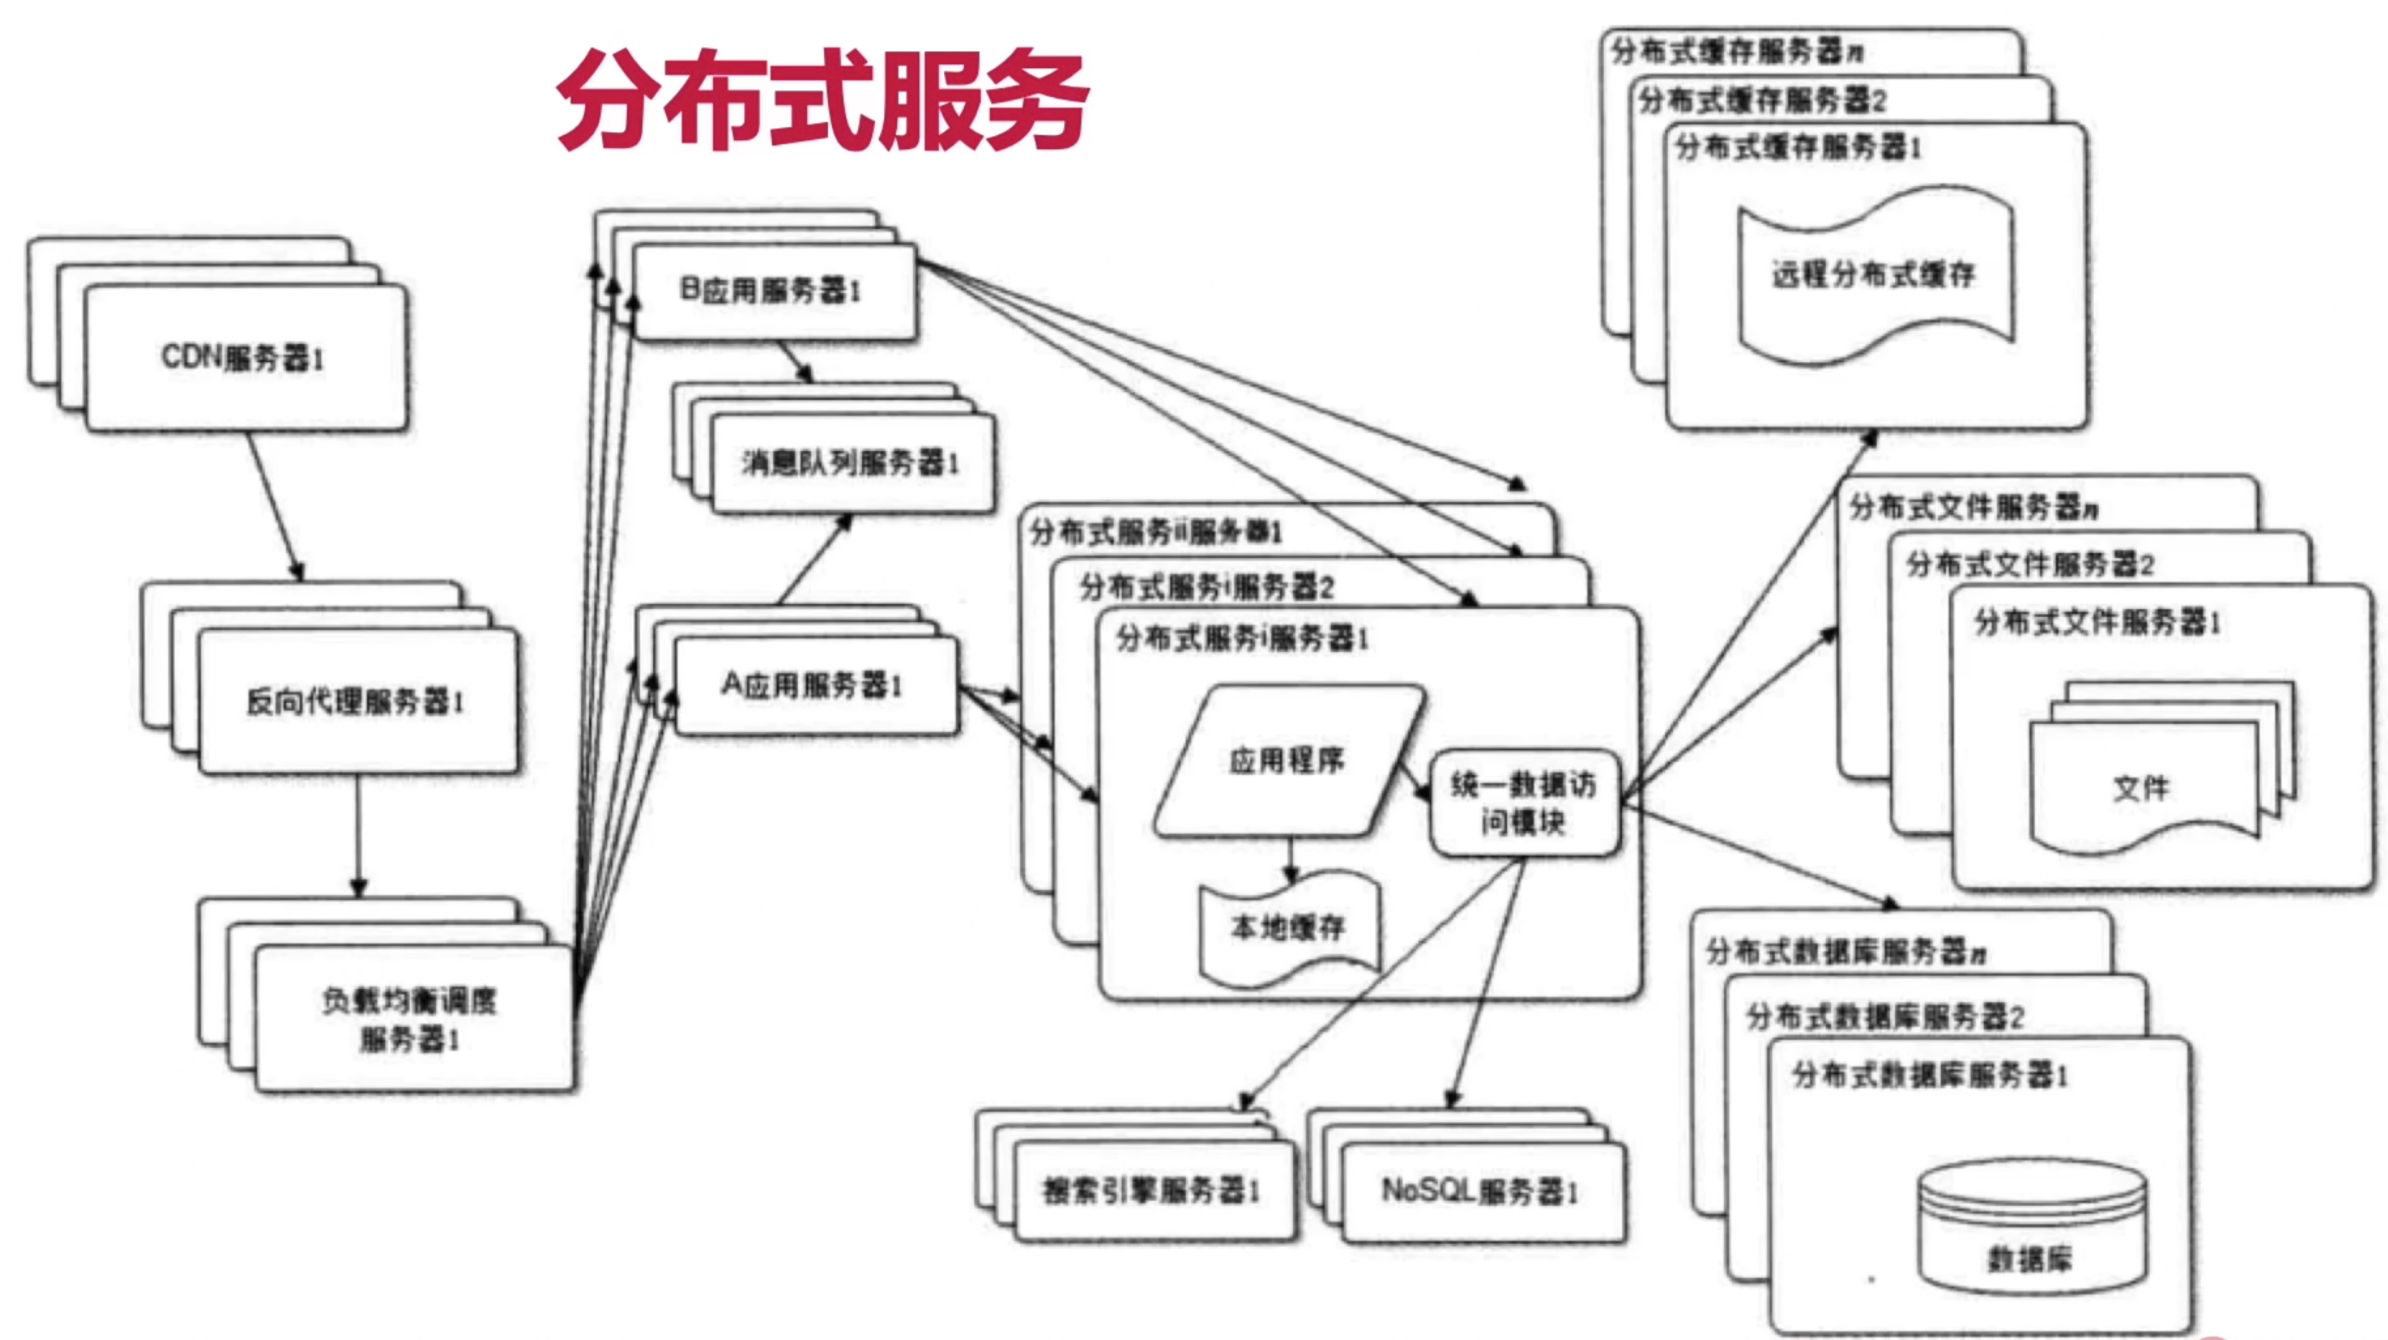 分布式服务
分布式缓存服务器n
分布式缓存服务器2
分布式缓存服务器1
远程分布式缓存
B应用服务器1
CDN服务器1
消息队列服务器1
分布式服务ii服务器1
分布式服务i服务器2
分布式服务i服务器1
分布式文件服务器n
分布式文件服务器2
分布式文件服务器1
文件
反向代理服务器1
A应用服务器1
应用程序
统一数据访
问模块
本地缓存
负载均衡调度
服务器1
分布式数据库服务器n
分布式数据库服务器2
分布式数据库服务器1
数据库
搜索引擎服务器1
NoSQL服务器1